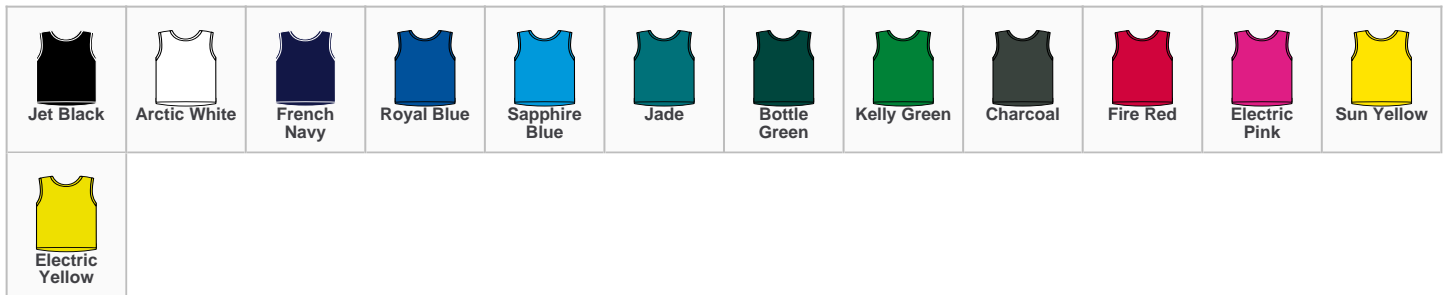 Jet Black
Arctic White
French
Navy
Royal Blue
Sapphire
Blue
Jade
Bottle
Green
Kelly Green
Charcoal
Fire Red
Electric
Pink
Sun Yellow
Electric
Yellow